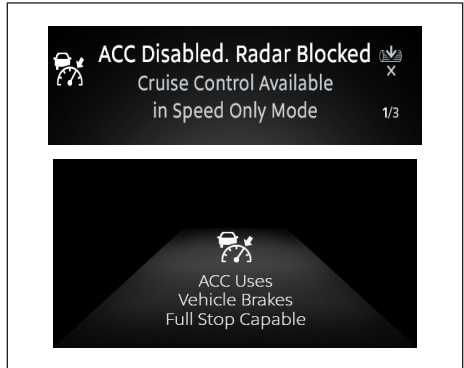 ACC Disabled. Radar Blocked
Cruise Control Available
in Speed Only Mode
1/3
ACC Uses
Vehicle Brakes
Full Stop Capable